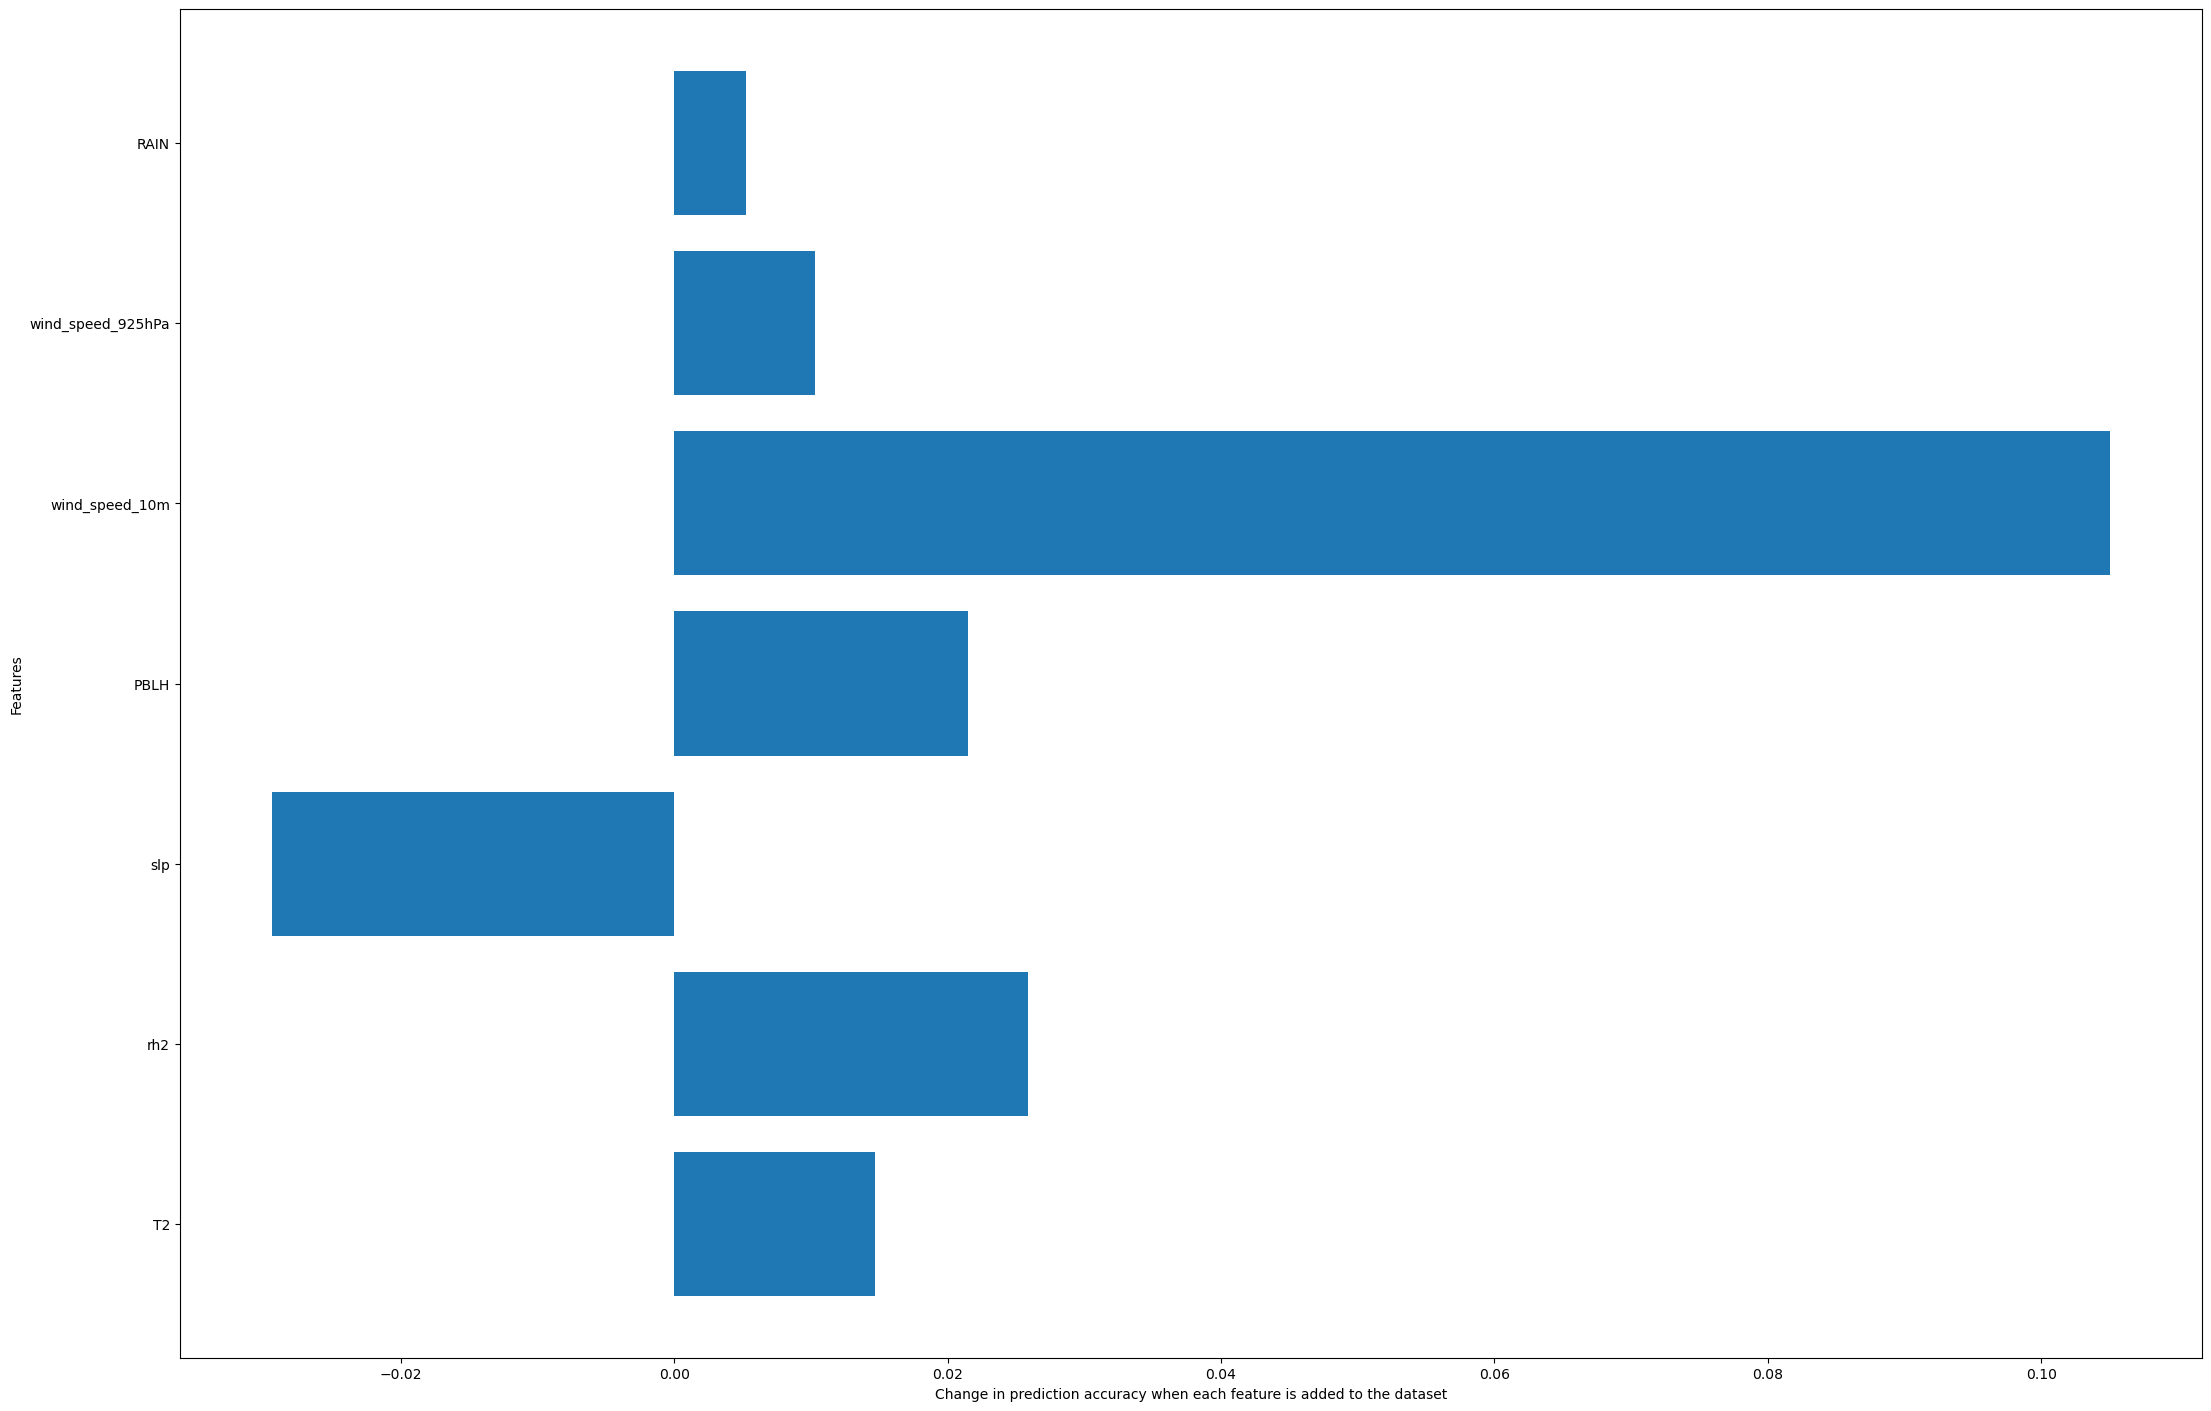 RAIN
wind_speed_925hPa
wind_speed_10m
PBLH
slp
rh2
T2
Features
−0.02 0.00 0.02 0.04 0.06 0.08 0.10
Change in prediction accuracy when each feature is added to the dataset